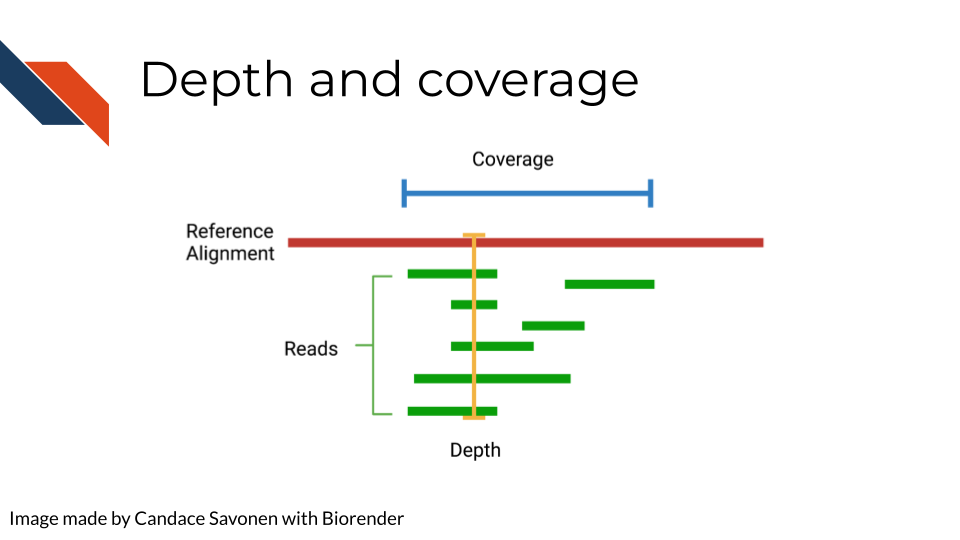 Depth and coverage
Coverage
Reference
Alignment
Reads
Depth
Image made by Candace Savonen with Biorender